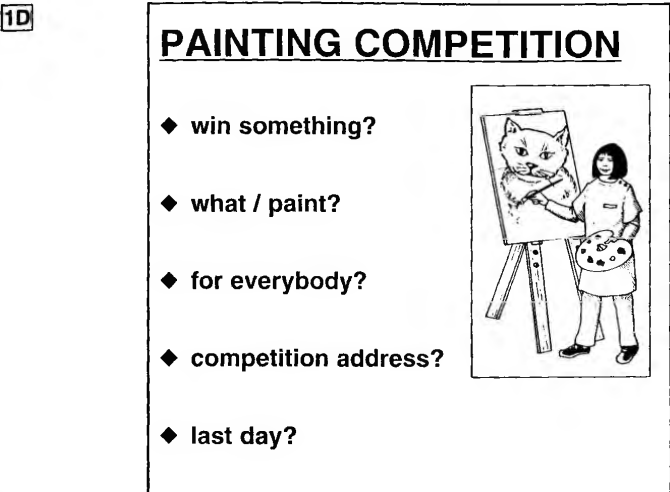 1D
PAINTING COMPETITION
◆ win something?
◆ what / paint?
◆ for everybody?
◆ competition address?
◆ last day?